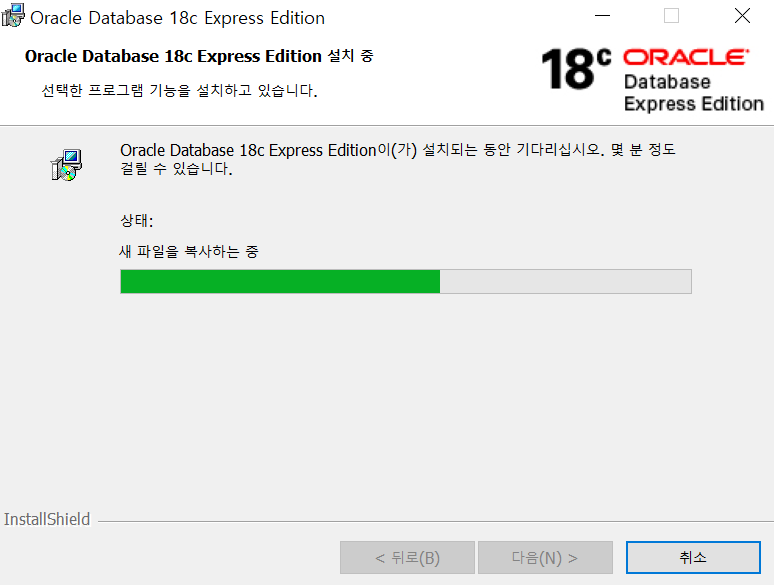 Oracle Database 18c Express Edition
Oracle Database 18c Express Edition 설치 중
선택한 프로그램 기능을 설치하고 있습니다.
18c ORACLE
Database
Express Edition
Oracle Database 18c Express Edition이(가) 설치되는 동안 기다리십시오. 몇 분 정도
걸릴 수 있습니다.
상태:
새 파일을 복사하는 중
InstallShield
< 뒤로(B)
다음(N) >
취소